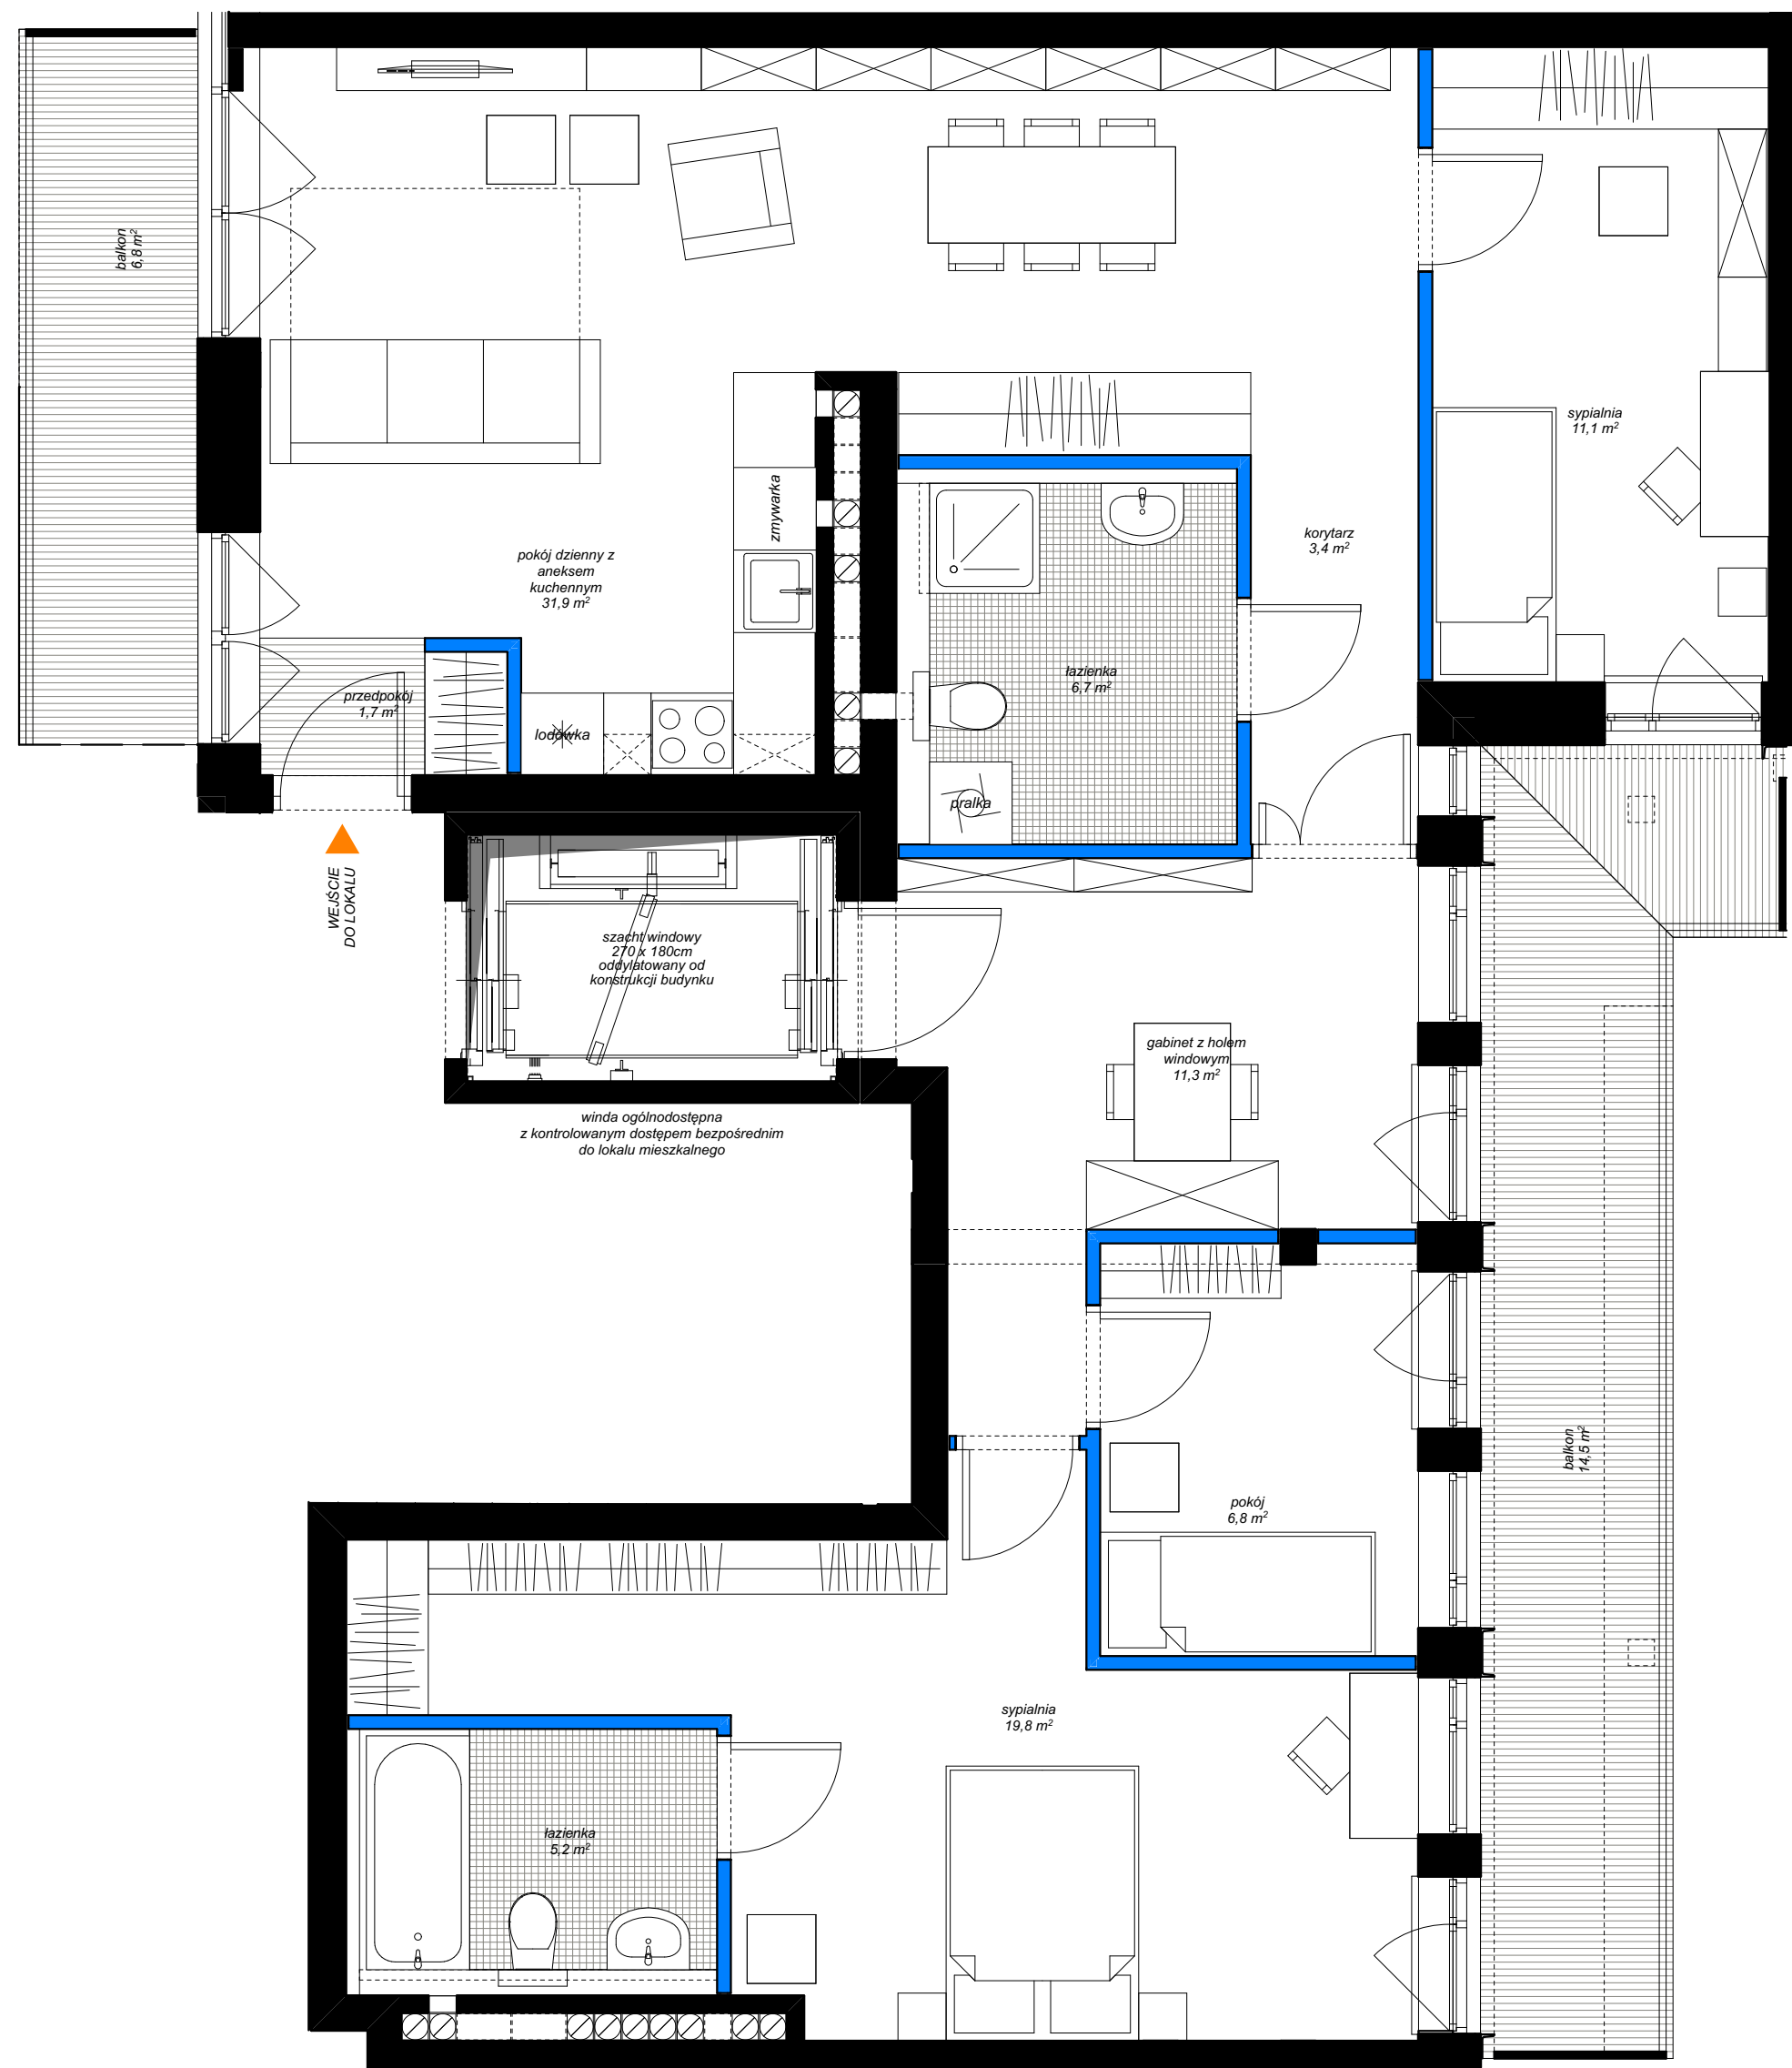 balkon
6,8 m²
sypialnia
11,1 m²
zmywarka
korytarz
3,4 m²
pokój dzienny z
aneksem
kuchennym
31,9 m²
łazienka
6,7 m²
przedpokój
1,7 m²
lodówka
pralka
WEJŚCIE
DO LOKALU
szacht windowy
270 x 180cm
oddylatowany od
konstrukcji budynku
gabinet z holem
windowym
11,3 m²
winda ogólnodostępna
z kontrolowanym dostępem bezpośrednim
do lokalu mieszkalnego
balkon
14,5 m²
pokój
6,8 m²
sypialnia
19,8 m²
łazienka
5,2 m²